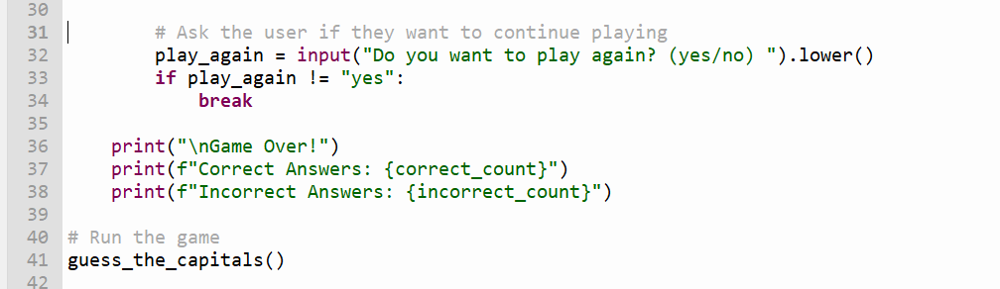 30
31 # Ask the user if they want to continue playing
32 play_again = input("Do you want to play again? (yes/no) ").lower()
33 if play_again != "yes":
34 break
35
36 print("\nGame Over!")
37 print(f"Correct Answers: {correct_count}")
38 print(f"Incorrect Answers: {incorrect_count}")
39
40 # Run the game
41 guess_the_capitals()
42